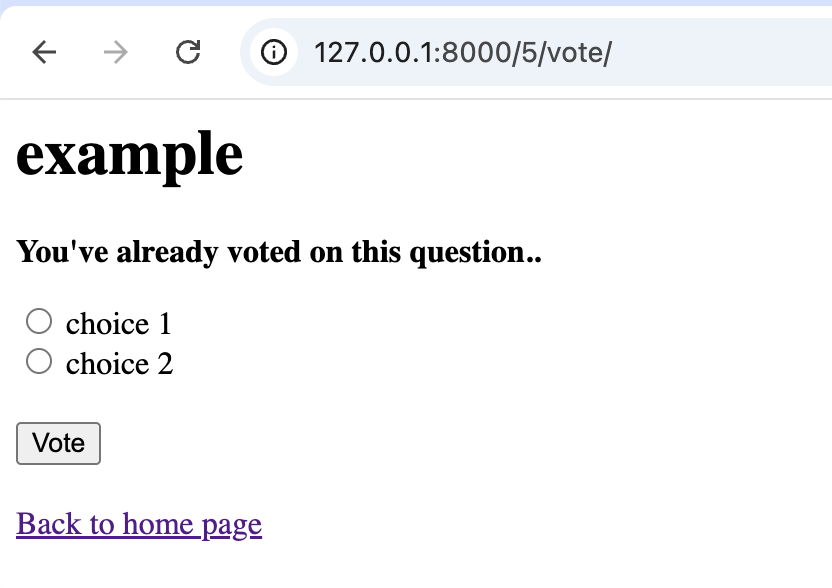 127.0.0.1:8000/5/vote/
example
You've already voted on this question..
choice 1
choice 2
Vote
Back to home page